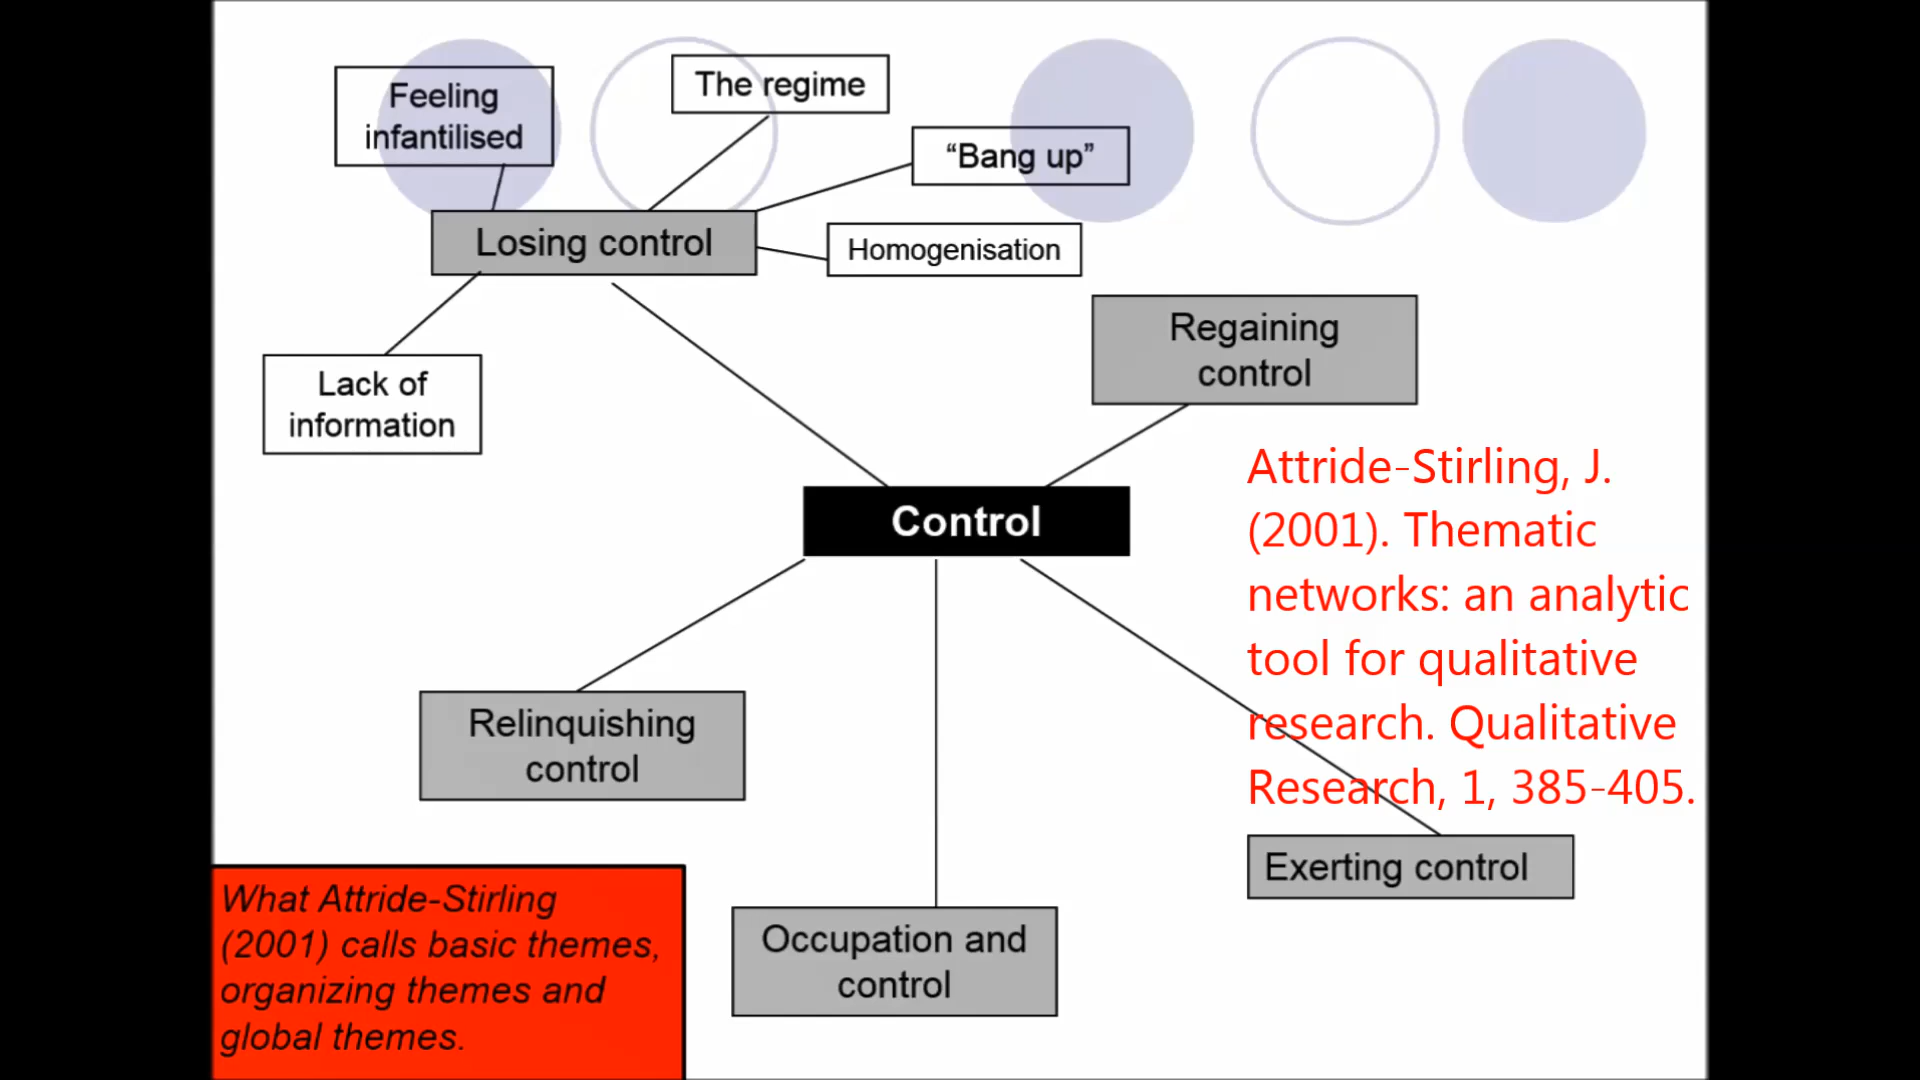 Feeling
infantilised
The regime
“Bang up”
Losing control
Homogenisation
Regaining
control
Lack of
information
Control
Attride-Stirling, J.
(2001). Thematic
networks: an analytic
tool for qualitative
research. Qualitative
Research, 1, 385-405.
Relinquishing
control
Exerting control
Occupation and
control
What Attride-Stirling
(2001) calls basic themes,
organizing themes and
global themes.